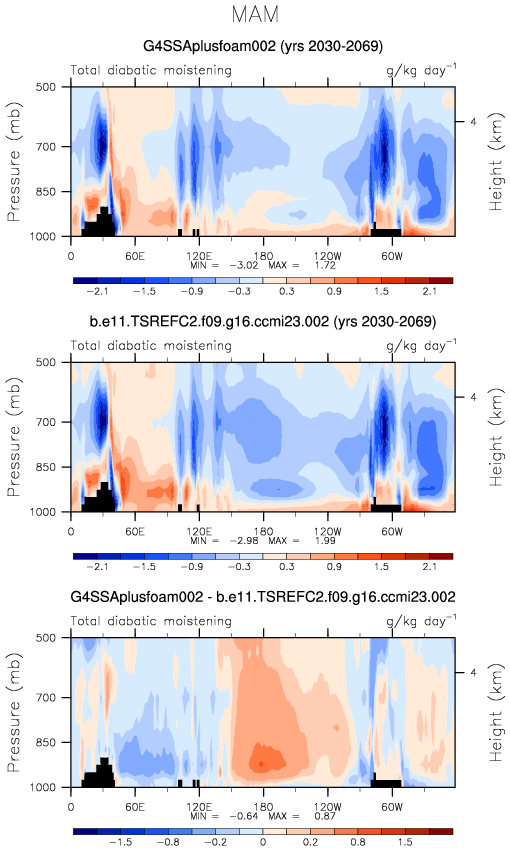 MAM
G4SSAplusfoam002 (yrs 2030-2069)
Total diabatic moistening g/kg day⁻¹
500
700
850
1000
Pressure (mb)
4
Height (km)
0 60E 120E 180 120W 60W
MIN = -3.02 MAX = 1.72
-2.1 -1.5 -0.9 -0.3 0.3 0.9 1.5 2.1
b.e11.TSREFC2.f09.g16.ccmi23.002 (yrs 2030-2069)
Total diabatic moistening g/kg day⁻¹
500
700
850
1000
Pressure (mb)
4
Height (km)
0 60E 120E 180 120W 60W
MIN = -2.98 MAX = 1.99
-2.1 -1.5 -0.9 -0.3 0.3 0.9 1.5 2.1
G4SSAplusfoam002 - b.e11.TSREFC2.f09.g16.ccmi23.002
Total diabatic moistening g/kg day⁻¹
500
700
850
1000
Pressure (mb)
4
Height (km)
0 60E 120E 180 120W 60W
MIN = -0.64 MAX = 0.87
-1.5 -0.8 -0.2 0 0.2 0.8 1.5